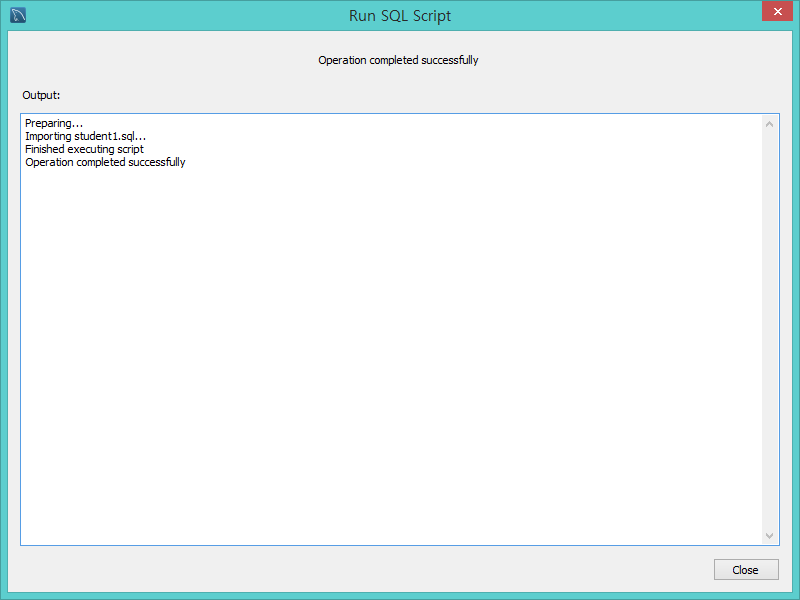 Run SQL Script
Operation completed successfully
Output:
Preparing...
Importing student1.sql...
Finished executing script
Operation completed successfully
Close